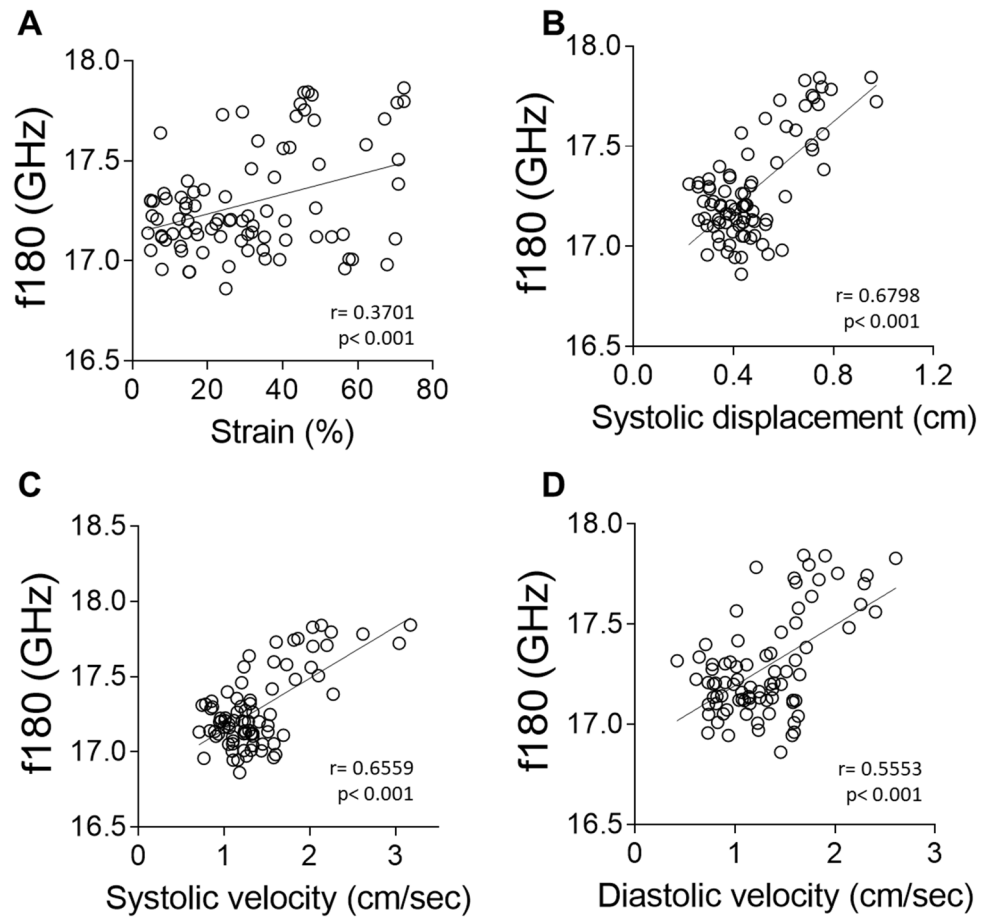 A
f180 (GHz)
18.0
17.5
17.0
16.5
r= 0.3701
p< 0.001
0 20 40 60 80
Strain (%)
B
f180 (GHz)
18.0
17.5
17.0
16.5
r= 0.6798
p< 0.001
0.0 0.4 0.8 1.2
Systolic displacement (cm)
C
f180 (GHz)
18.5
18.0
17.5
17.0
16.5
r= 0.6559
p< 0.001
0 1 2 3
Systolic velocity (cm/sec)
D
f180 (GHz)
18.0
17.5
17.0
16.5
r= 0.5553
p< 0.001
0 1 2 3
Diastolic velocity (cm/sec)